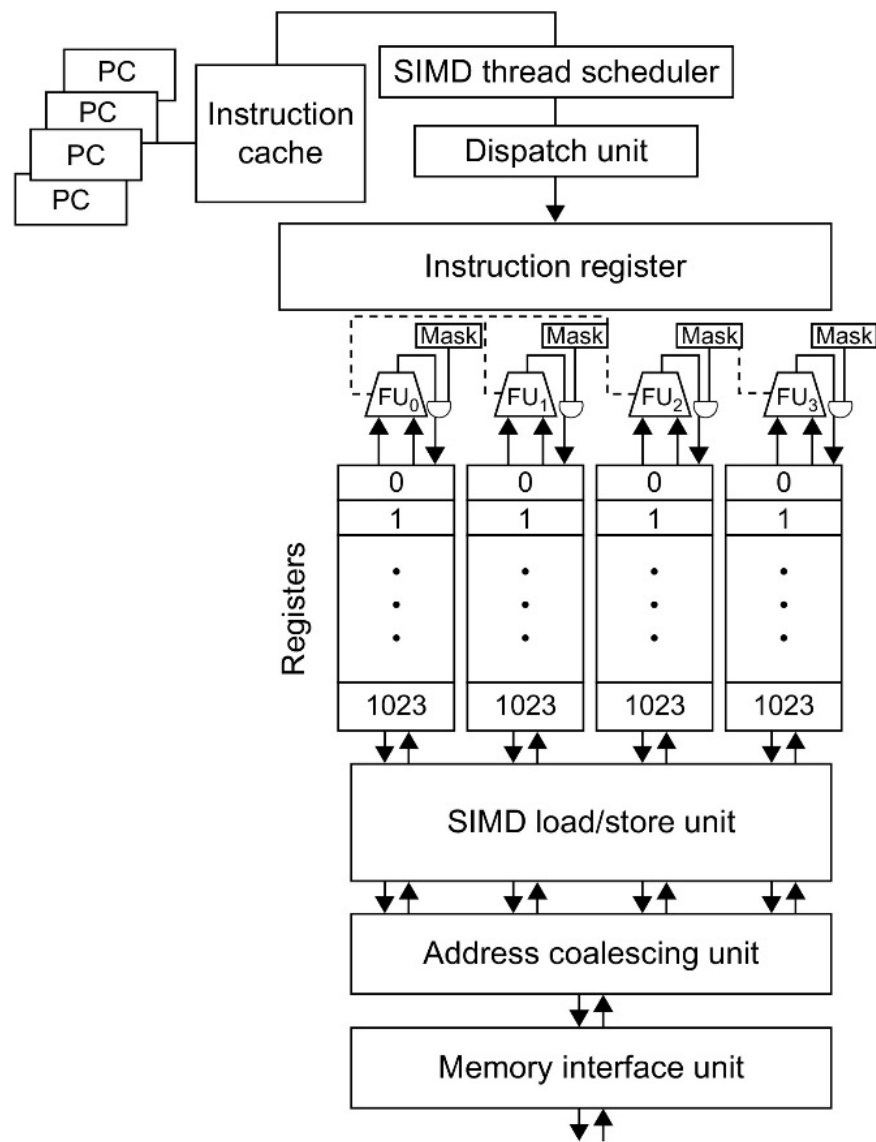 PC
PC
PC
PC
Instruction
cache
SIMD thread scheduler
Dispatch unit
Instruction register
Mask Mask Mask Mask
FU0 FU1 FU2 FU3
Registers
0 0 0 0
1 1 1 1
1023 1023 1023 1023
SIMD load/store unit
Address coalescing unit
Memory interface unit